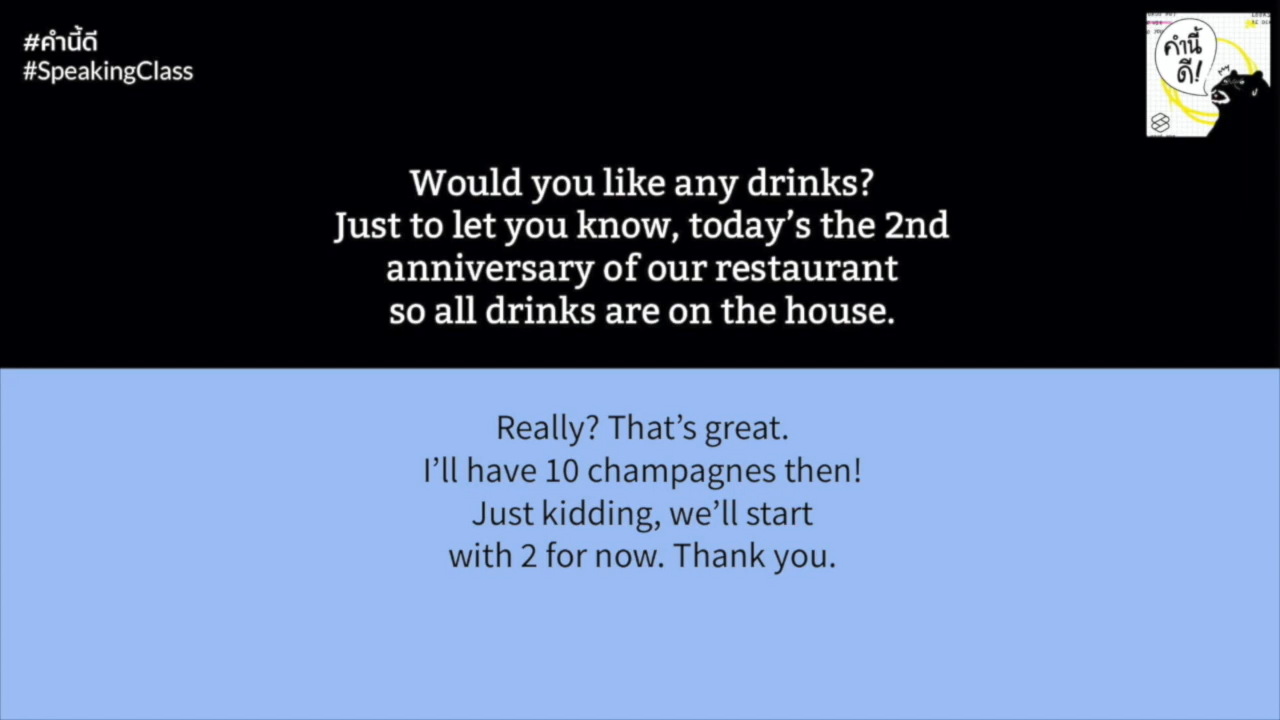 #คำนี้ดี
#SpeakingClass
คำนี้
ดี!
Would you like any drinks?
Just to let you know, today’s the 2nd
anniversary of our restaurant
so all drinks are on the house.
Really? That’s great.
I’ll have 10 champagnes then!
Just kidding, we’ll start
with 2 for now. Thank you.